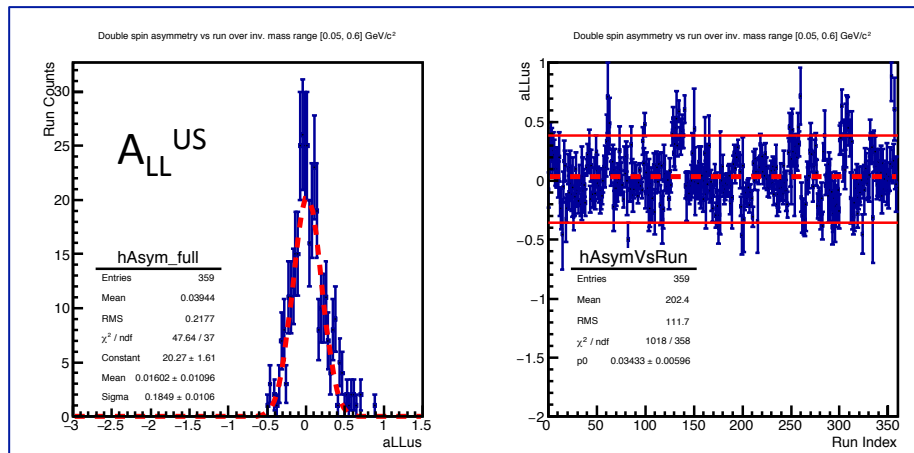 Double spin asymmetry vs run over inv. mass range [0.05, 0.6] GeV/c²
Run Counts
30
25
20
15
10
5
0
A_LL^US
hAsym_full
Entries 359
Mean 0.03944
RMS 0.2177
χ² / ndf 47.64 / 37
Constant 20.27 ± 1.61
Mean 0.01602 ± 0.01096
Sigma 0.1849 ± 0.0106
−3 −2.5 −2 −1.5 −1 −0.5 0 0.5 1 1.5
aLLus
Double spin asymmetry vs run over inv. mass range [0.05, 0.6] GeV/c²
aLLus
1
0.5
0
−0.5
−1
−1.5
−2
hAsymVsRun
Entries 359
Mean 202.4
RMS 111.7
χ² / ndf 1018 / 358
p0 0.03433 ± 0.00596
0 50 100 150 200 250 300 350
Run Index